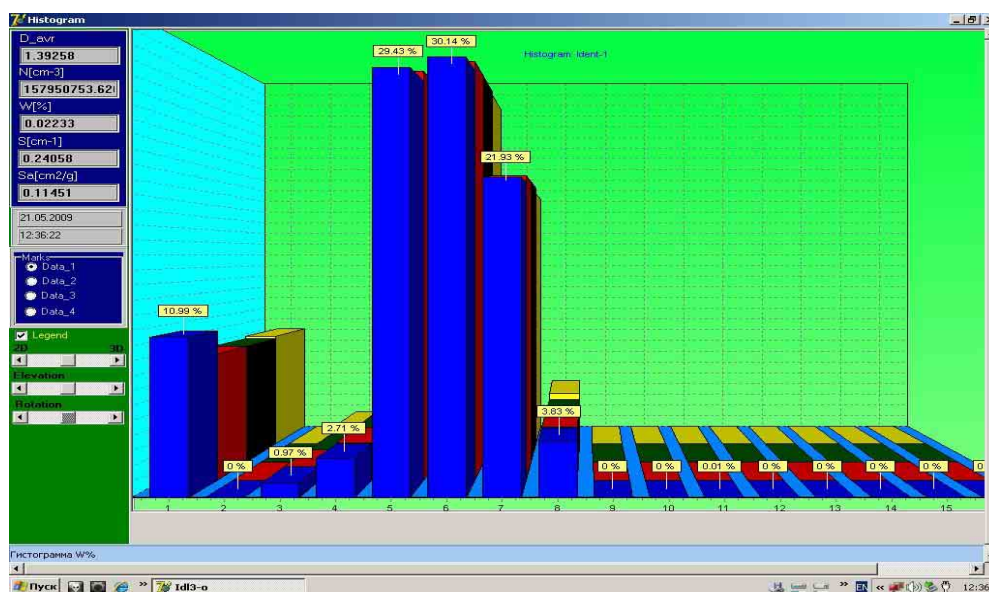 Histogram
D_avr
1.39258
N[cm-3]
157950753.62
W[%]
0.02233
S[cm-1]
0.24058
Sa[cm2/g]
0.11451
21.05.2009
12:36:22
Marks
Data_1
Data_2
Data_3
Data_4
Legend
2D 3D
Elevation
Rotation
Histogram: Ident-1
30.14 %
29.43 %
21.93 %
10.99 %
3.83 %
2.71 %
0.97 %
0 % 0 % 0 % 0.01 % 0 % 0 % 0 % 0 % 0
1 2 3 4 5 6 7 8 9 10 11 12 13 14 15
Гистограмма W%
Пуск » Idl3-o » EN « 12:36